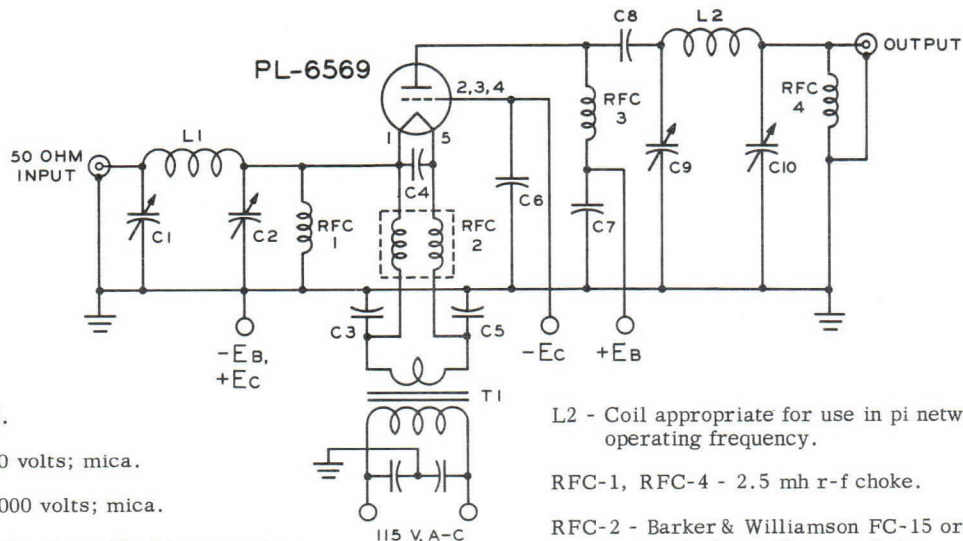 C8
L2
OUTPUT
PL-6569
2,3,4
RFC
3
RFC
4
L1
1
5
50 OHM
INPUT
C4
C9
C10
C6
C1
C2
RFC
1
RFC
2
C7
C3
C5
-EB,
+EC
-EC
+EB
T1
115 V. A-C
0 volts; mica.
000 volts; mica.
L2 - Coil appropriate for use in pi netw
operating frequency.
RFC-1, RFC-4 - 2.5 mh r-f choke.
RFC-2 - Barker & Williamson FC-15 or